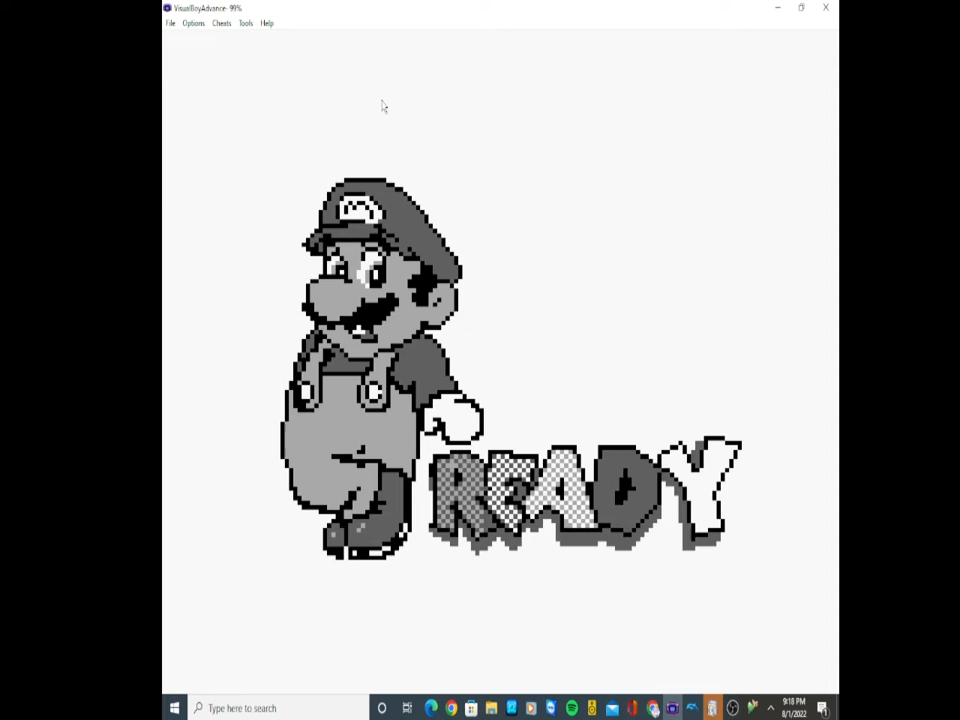 VisualBoyAdvance- 99%
File Options Cheats Tools Help
M
READY
Type here to search
9:18 PM
8/1/2022